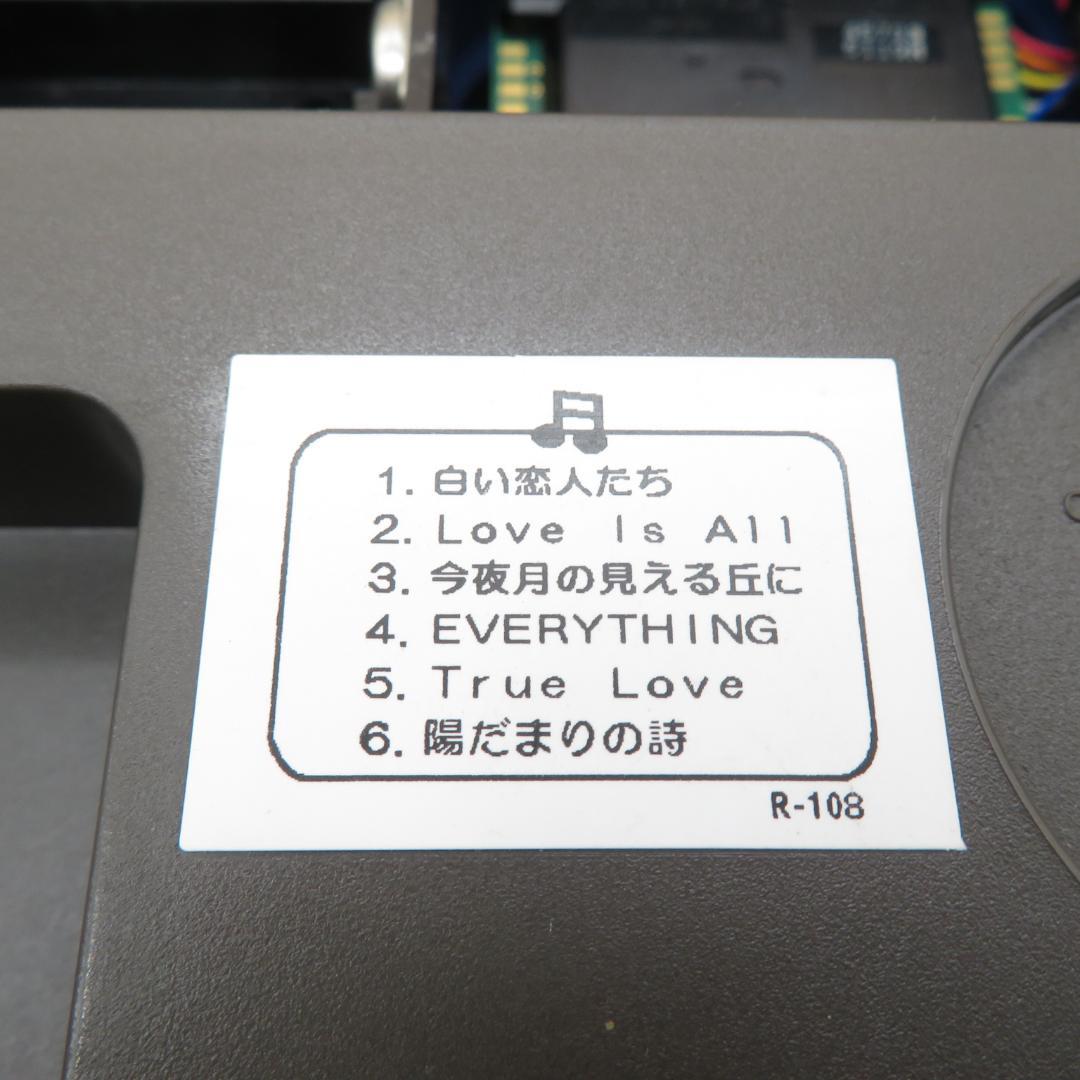 1. 白い恋人たち
2. Love Is All
3. 今夜月の見える丘に
4. EVERYTHING
5. True Love
6. 陽だまりの詩
R-108